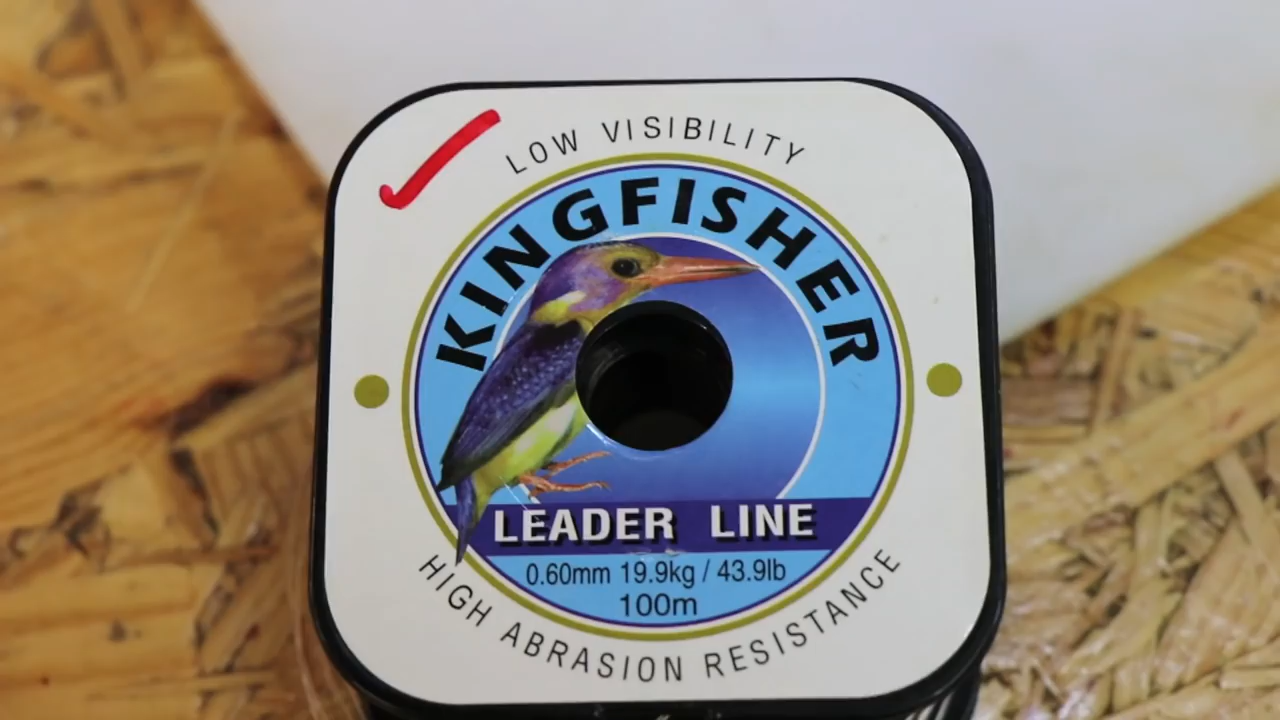 LOW VISIBILITY
KINGFISHER
LEADER LINE
0.60mm 19.9kg / 43.9lb
100m
HIGH ABRASION RESISTANCE